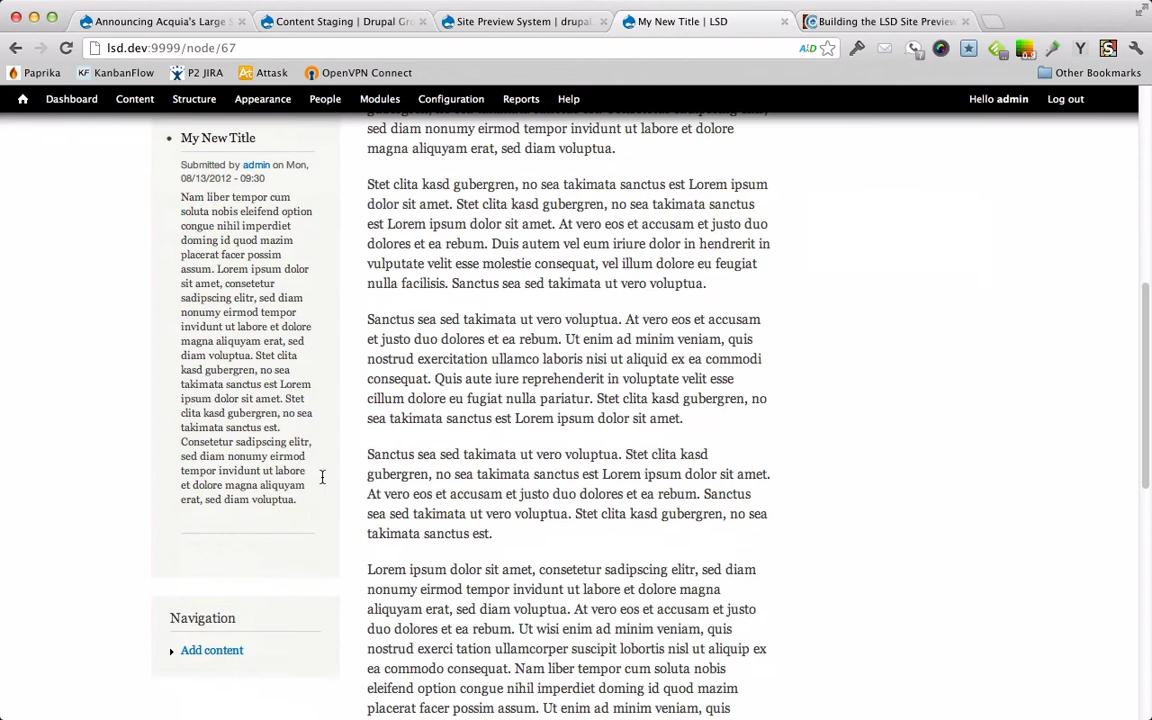 Announcing Acquia's Large S
Content Staging | Drupal Gro
Site Preview System | drupal.
My New Title | LSD
Building the LSD Site Preview
lsd.dev:9999/node/67
Paprika
KF KanbanFlow
P2 JIRA
At Attask
OpenVPN Connect
Other Bookmarks
Dashboard
Content
Structure
Appearance
People
Modules
Configuration
Reports
Help
Hello admin
Log out
My New Title
Submitted by admin on Mon,
08/13/2012 - 09:30
Nam liber tempor cum
soluta nobis eleifend option
congue nihil imperdiet
doming id quod mazim
placerat facer possim
assum. Lorem ipsum dolor
sit amet, consetetur
sadipscing elitr, sed diam
nonumy eirmod tempor
invidunt ut labore et dolore
magna aliquyam erat, sed
diam voluptua. Stet clita
kasd gubergren, no sea
takimata sanctus est Lorem
ipsum dolor sit amet. Stet
clita kasd gubergren, no sea
takimata sanctus est.
Consetetur sadipscing elitr,
sed diam nonumy eirmod
tempor invidunt ut labore
et dolore magna aliquyam
erat, sed diam voluptua.
Navigation
Add content
sed diam nonumy eirmod tempor invidunt ut labore et dolore
magna aliquyam erat, sed diam voluptua.
Stet clita kasd gubergren, no sea takimata sanctus est Lorem ipsum
dolor sit amet. Stet clita kasd gubergren, no sea takimata sanctus
est Lorem ipsum dolor sit amet. At vero eos et accusam et justo duo
dolores et ea rebum. Duis autem vel eum iriure dolor in hendrerit in
vulputate velit esse molestie consequat, vel illum dolore eu feugiat
nulla facilisis. Sanctus sea sed takimata ut vero voluptua.
Sanctus sea sed takimata ut vero voluptua. At vero eos et accusam
et justo duo dolores et ea rebum. Ut enim ad minim veniam, quis
nostrud exercitation ullamco laboris nisi ut aliquid ex ea commodi
consequat. Quis aute iure reprehenderit in voluptate velit esse
cillum dolore eu fugiat nulla pariatur. Stet clita kasd gubergren, no
sea takimata sanctus est Lorem ipsum dolor sit amet.
Sanctus sea sed takimata ut vero voluptua. Stet clita kasd
gubergren, no sea takimata sanctus est Lorem ipsum dolor sit amet.
At vero eos et accusam et justo duo dolores et ea rebum. Sanctus
sea sed takimata ut vero voluptua. Stet clita kasd gubergren, no sea
takimata sanctus est.
Lorem ipsum dolor sit amet, consetetur sadipscing elitr, sed diam
nonumy eirmod tempor invidunt ut labore et dolore magna
aliquyam erat, sed diam voluptua. At vero eos et accusam et justo
duo dolores et ea rebum. Ut wisi enim ad minim veniam, quis
nostrud exerci tation ullamcorper suscipit lobortis nisl ut aliquip ex
ea commodo consequat. Nam liber tempor cum soluta nobis
eleifend option congue nihil imperdiet doming id quod mazim
placerat facer possim assum. Ut enim ad minim veniam, quis